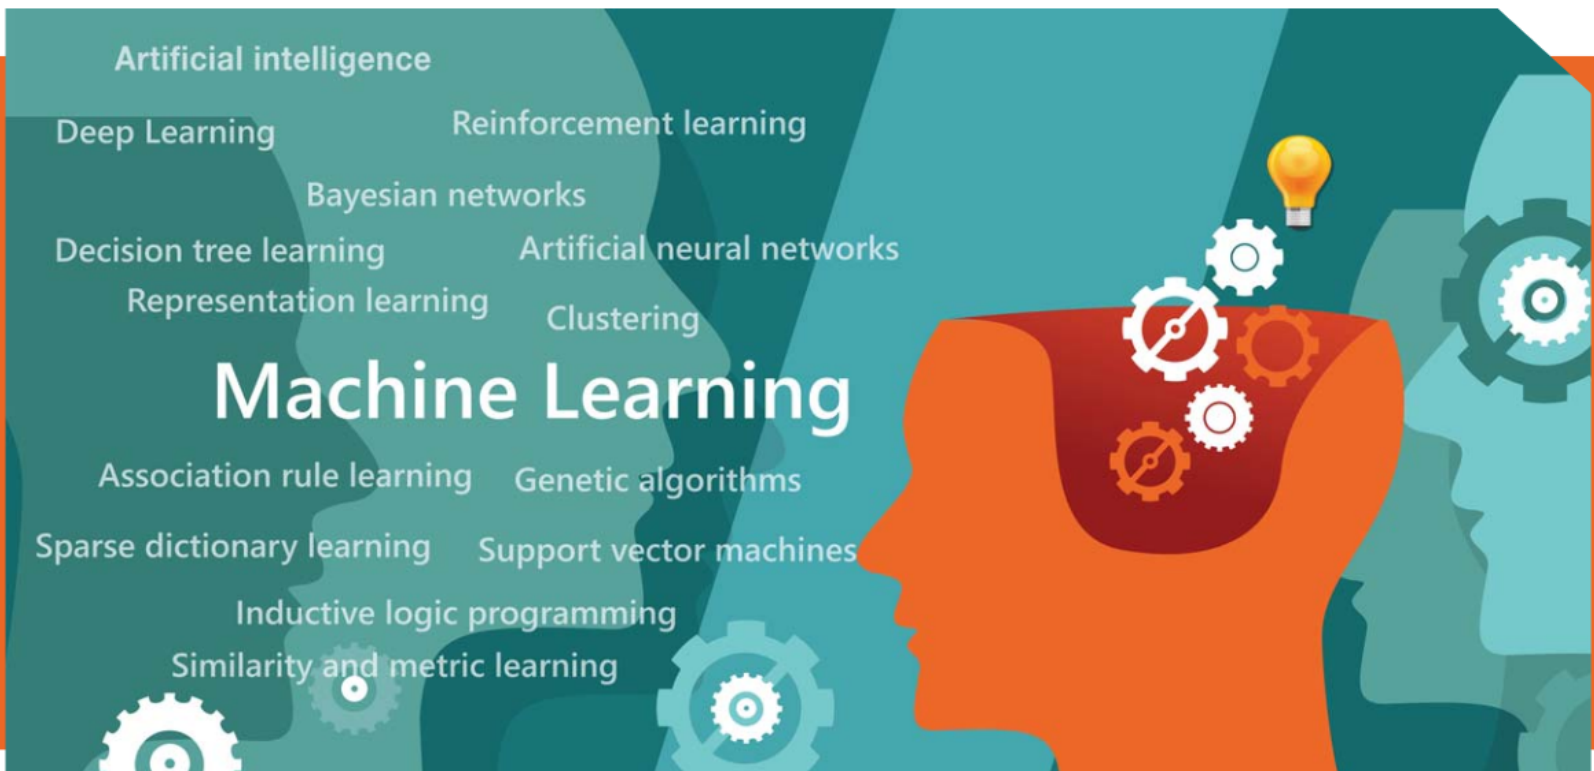 Artificial intelligence
Deep Learning
Reinforcement learning
Bayesian networks
Decision tree learning
Artificial neural networks
Representation learning
Clustering
Machine Learning
Association rule learning
Genetic algorithms
Sparse dictionary learning
Support vector machines
Inductive logic programming
Similarity and metric learning